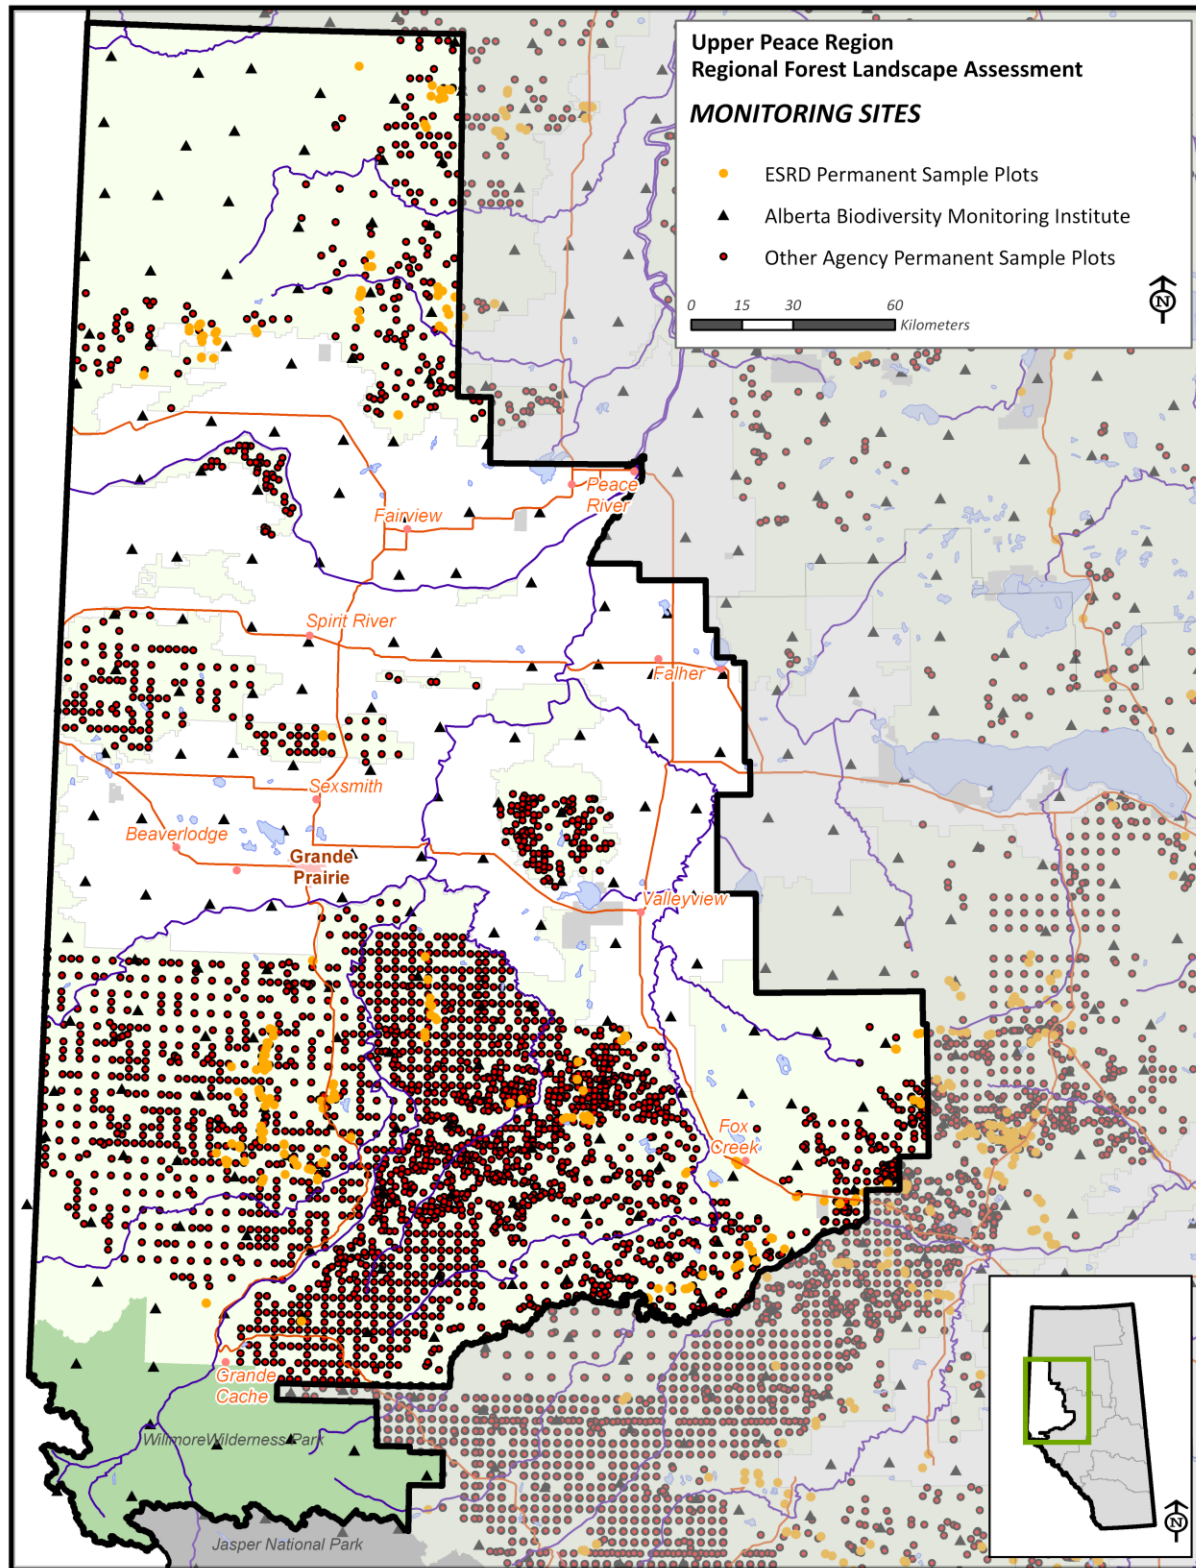 Upper Peace Region
Regional Forest Landscape Assessment
MONITORING SITES
ESRD Permanent Sample Plots
Alberta Biodiversity Monitoring Institute
Other Agency Permanent Sample Plots
0 15 30 60
Kilometers
N
Peace
River
Fairview
Spirit River
Falher
Sexsmith
Beaverlodge
Grande
Prairie
Valleyview
Fox
Creek
Grande
Cache
WillmoreWilderness Park
Jasper National Park
N